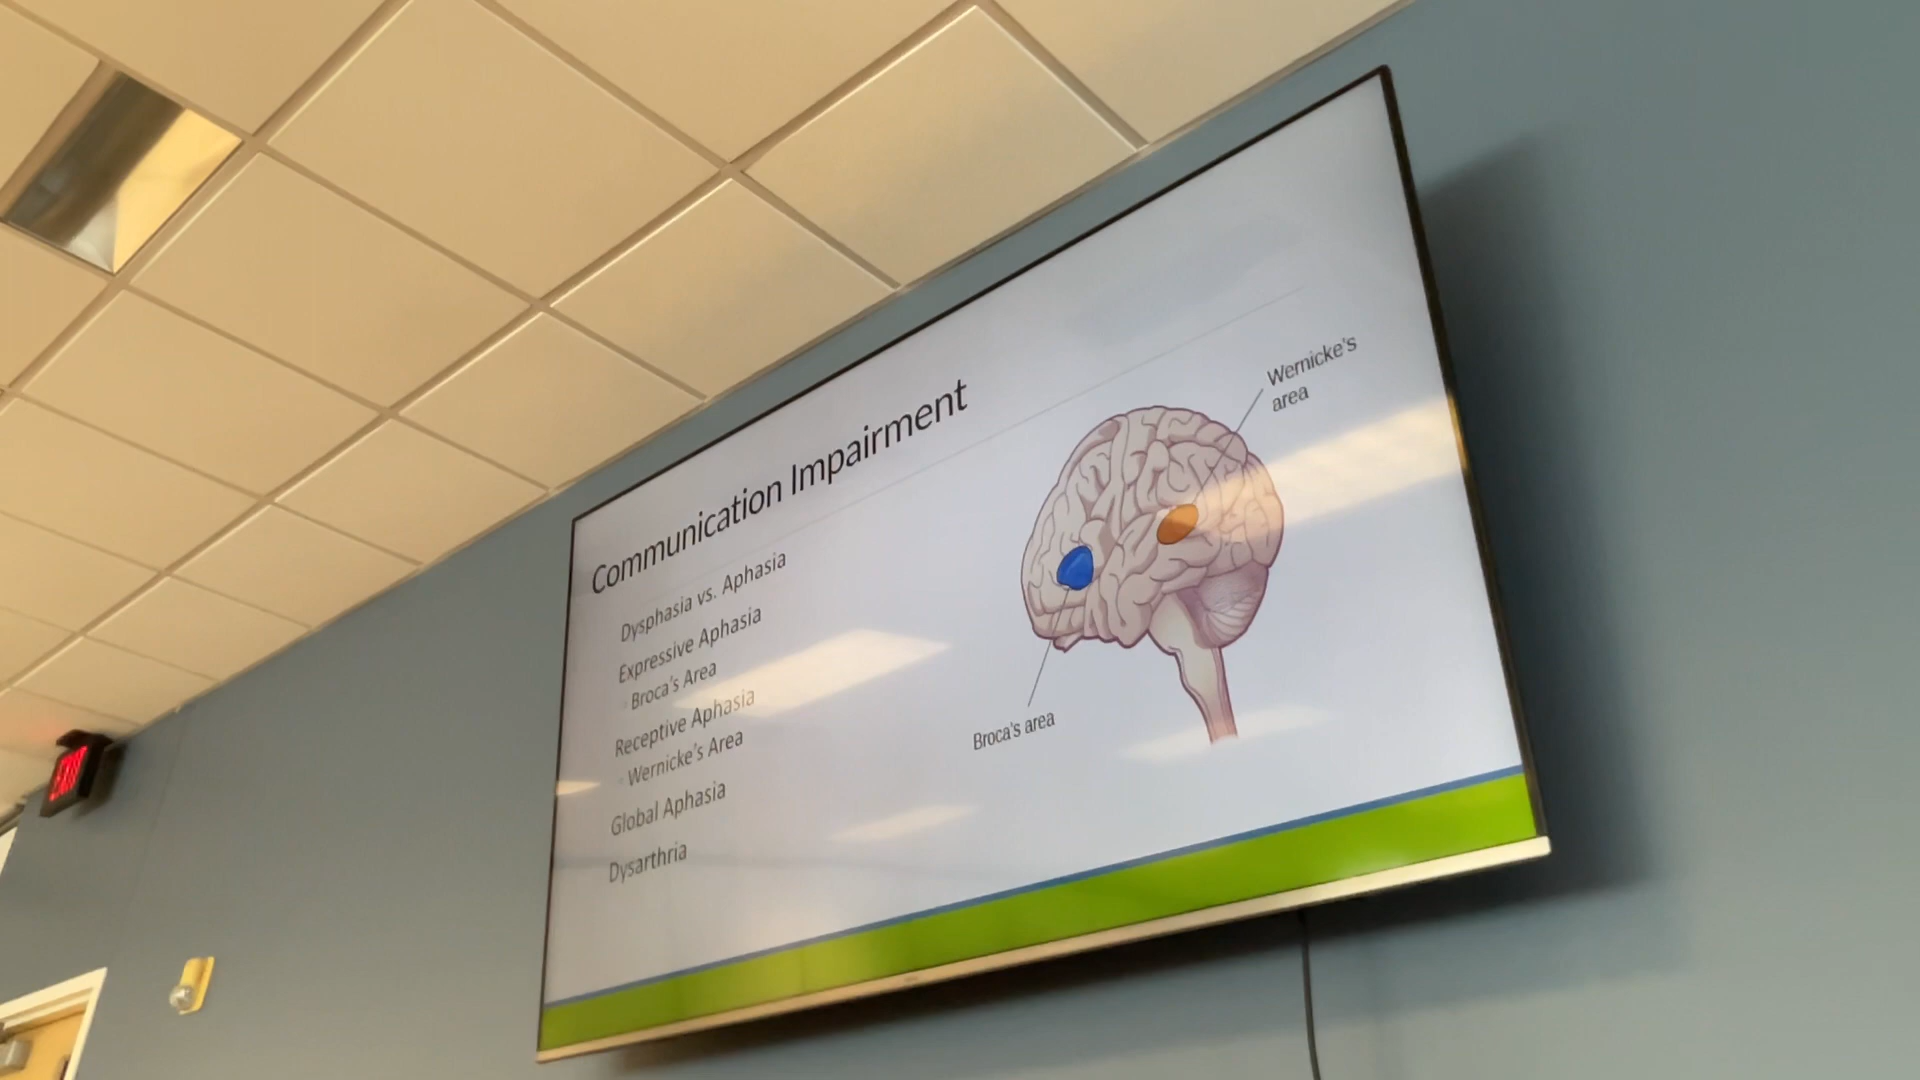 Communication Impairment
Dysphasia vs. Aphasia
Expressive Aphasia
Broca's Area
Receptive Aphasia
Wernicke's Area
Global Aphasia
Dysarthria
Wernicke's
area
Broca's area
EXIT